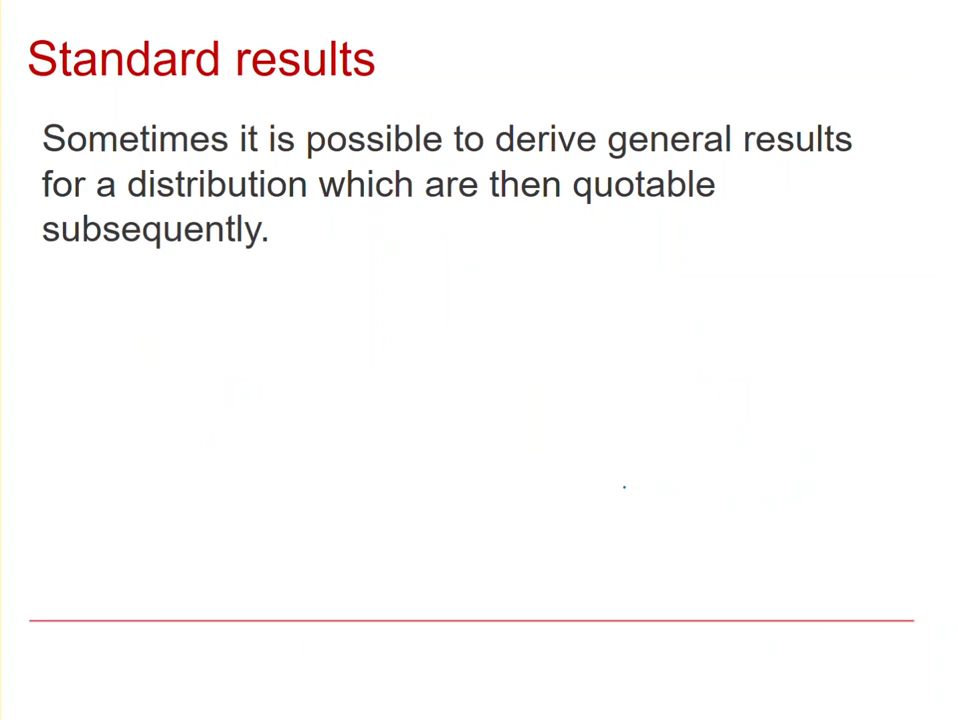 Standard results
Sometimes it is possible to derive general results
for a distribution which are then quotable
subsequently.